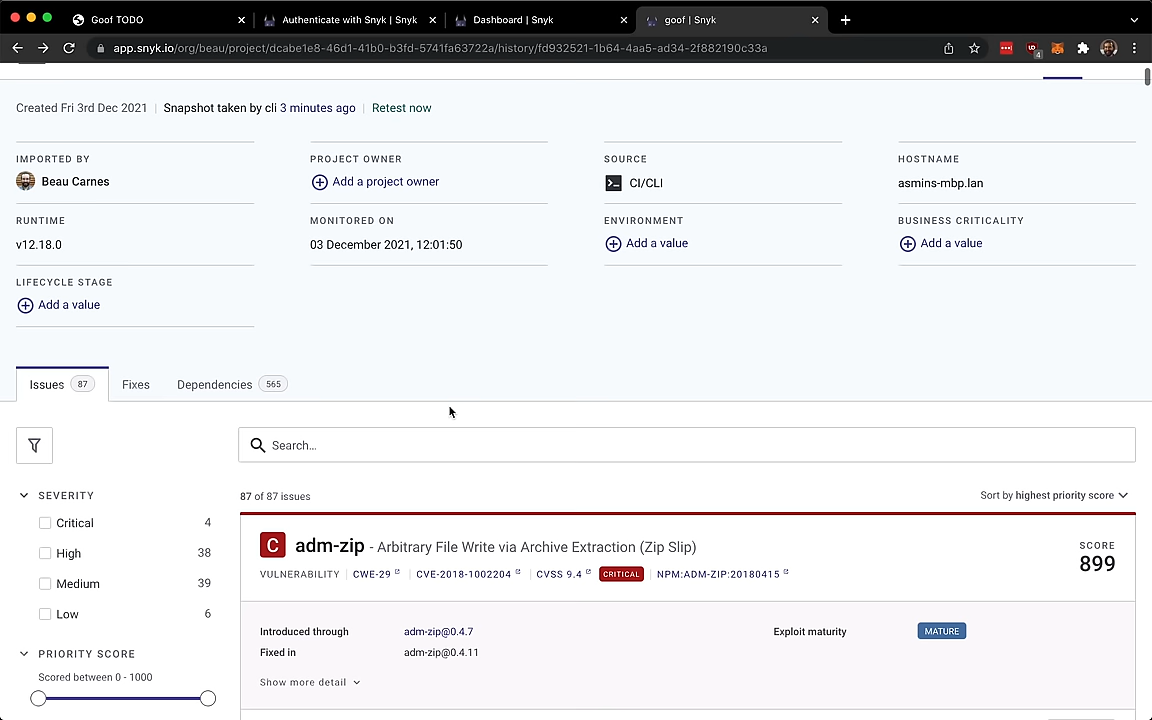 Goof TODO
Authenticate with Snyk | Snyk
Dashboard | Snyk
goof | Snyk
app.snyk.io/org/beau/project/dcabe1e8-46d1-41b0-b3fd-5741fa63722a/history/fd932521-1b64-4aa5-ad34-2f882190c33a
4
Created Fri 3rd Dec 2021 | Snapshot taken by cli 3 minutes ago | Retest now
IMPORTED BY
Beau Carnes
PROJECT OWNER
Add a project owner
SOURCE
CI/CLI
HOSTNAME
asmins-mbp.lan
RUNTIME
v12.18.0
MONITORED ON
03 December 2021, 12:01:50
ENVIRONMENT
Add a value
BUSINESS CRITICALITY
Add a value
LIFECYCLE STAGE
Add a value
Issues 87
Fixes
Dependencies 565
Search...
SEVERITY
Critical 4
High 38
Medium 39
Low 6
PRIORITY SCORE
Scored between 0 - 1000
87 of 87 issues
Sort by highest priority score
C adm-zip - Arbitrary File Write via Archive Extraction (Zip Slip)
VULNERABILITY | CWE-29 | CVE-2018-1002204 | CVSS 9.4 CRITICAL | NPM:ADM-ZIP:20180415
SCORE
899
Introduced through adm-zip@0.4.7
Fixed in adm-zip@0.4.11
Exploit maturity MATURE
Show more detail